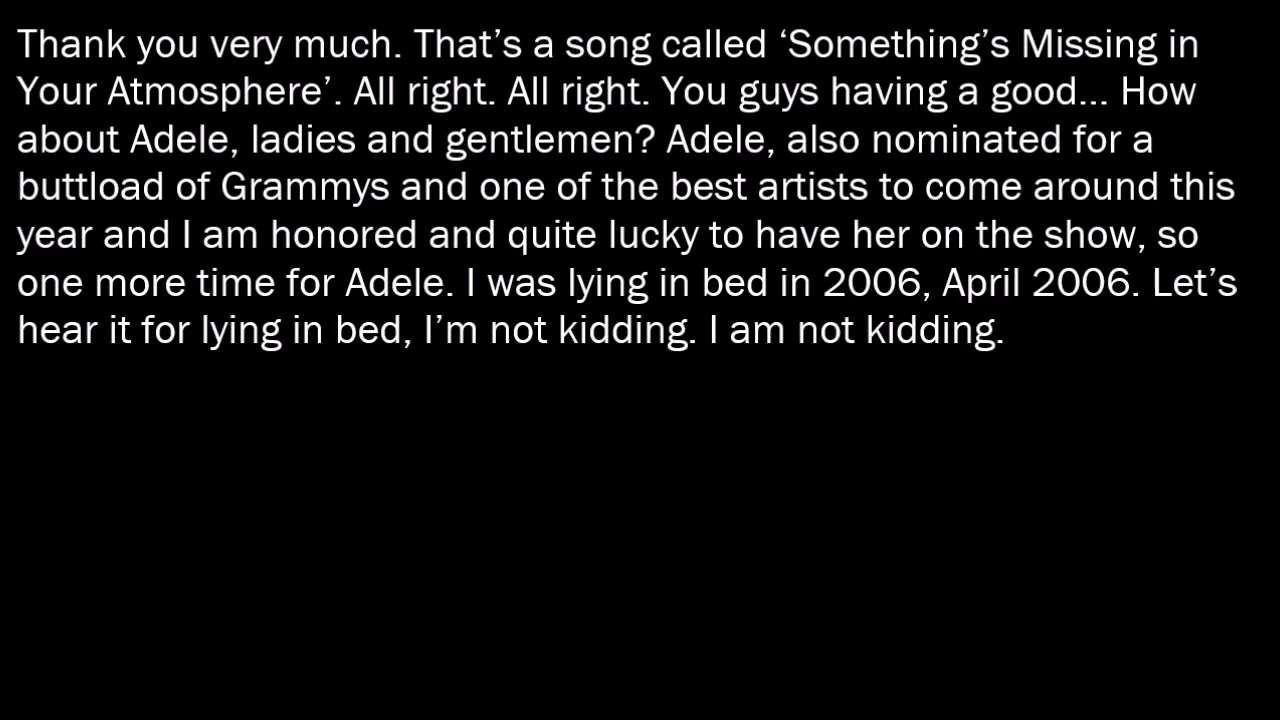 Thank you very much. That’s a song called ‘Something’s Missing in
Your Atmosphere’. All right. All right. You guys having a good... How
about Adele, ladies and gentlemen? Adele, also nominated for a
buttload of Grammys and one of the best artists to come around this
year and I am honored and quite lucky to have her on the show, so
one more time for Adele. I was lying in bed in 2006, April 2006. Let’s
hear it for lying in bed, I’m not kidding. I am not kidding.